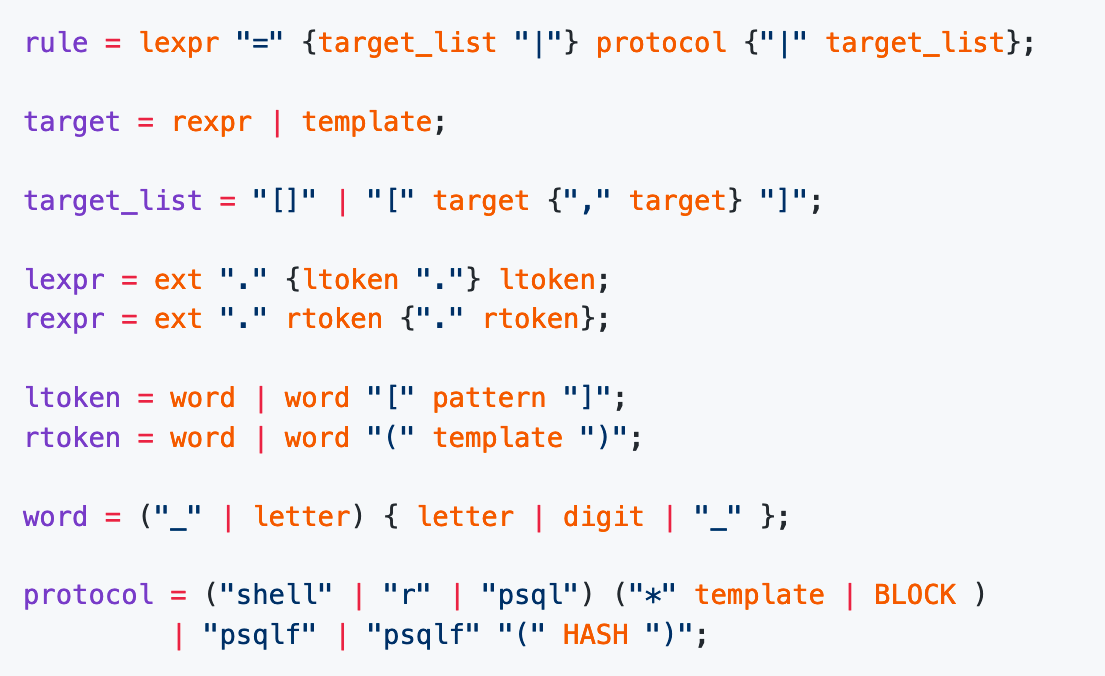 rule = lexpr "=" {target_list "|"} protocol {"|" target_list};
target = rexpr | template;
target_list = "[]" | "[" target {"," target} "]";
lexpr = ext "." {ltoken "."} ltoken;
rexpr = ext "." rtoken {"." rtoken};
ltoken = word | word "[" pattern "]";
rtoken = word | word "(" template ")";
word = ("_" | letter) { letter | digit | "_" };
protocol = ("shell" | "r" | "psql") ("*" template | BLOCK )
| "psqlf" | "psqlf" "(" HASH ")";